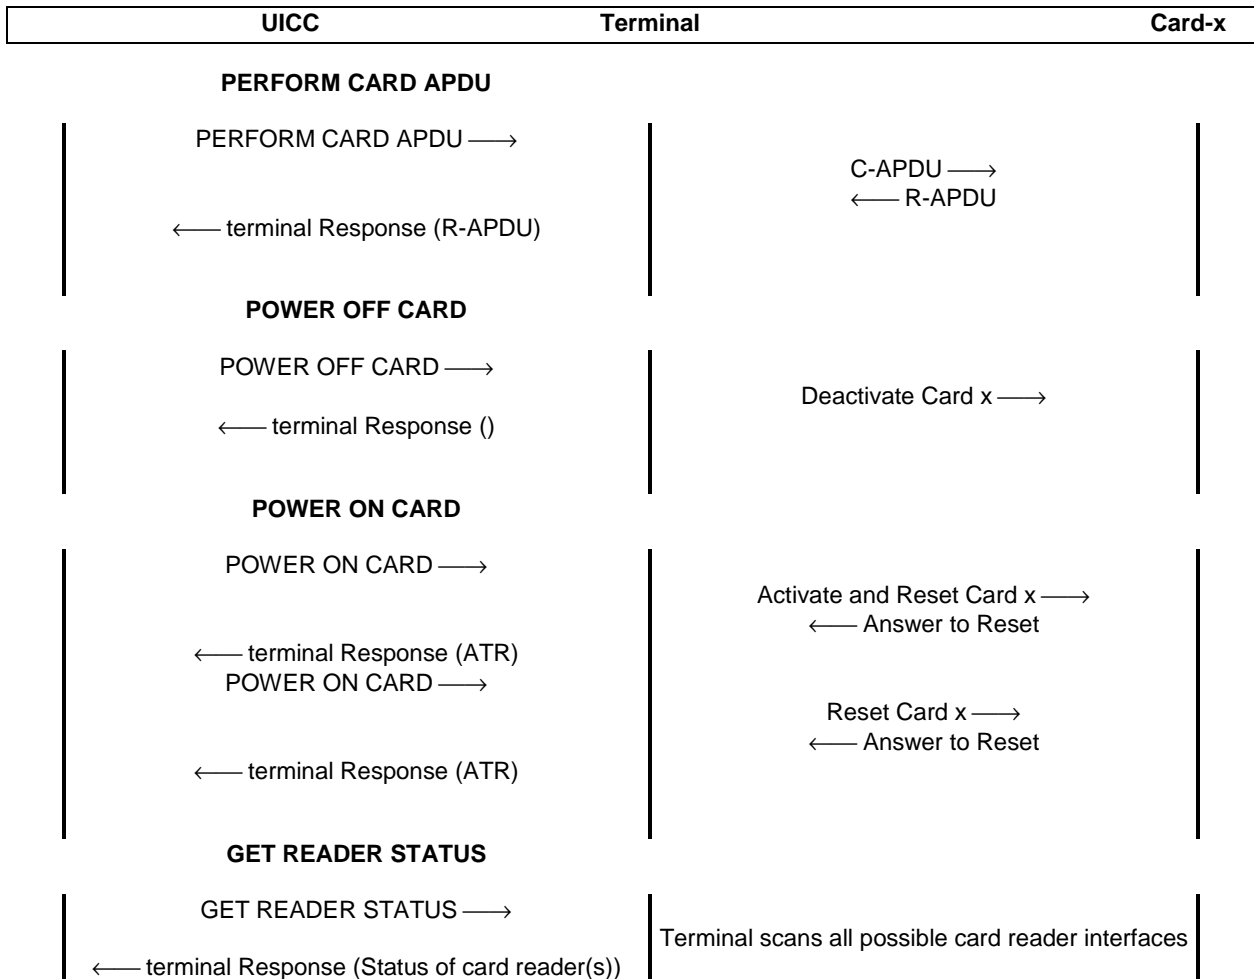 UICC Terminal Card-x
PERFORM CARD APDU
PERFORM CARD APDU ⟶
C-APDU ⟶
⟵ R-APDU
⟵ terminal Response (R-APDU)
POWER OFF CARD
POWER OFF CARD ⟶
Deactivate Card x ⟶
⟵ terminal Response ()
POWER ON CARD
POWER ON CARD ⟶
Activate and Reset Card x ⟶
⟵ Answer to Reset
⟵ terminal Response (ATR)
POWER ON CARD ⟶
Reset Card x ⟶
⟵ Answer to Reset
⟵ terminal Response (ATR)
GET READER STATUS
GET READER STATUS ⟶
Terminal scans all possible card reader interfaces
⟵ terminal Response (Status of card reader(s))